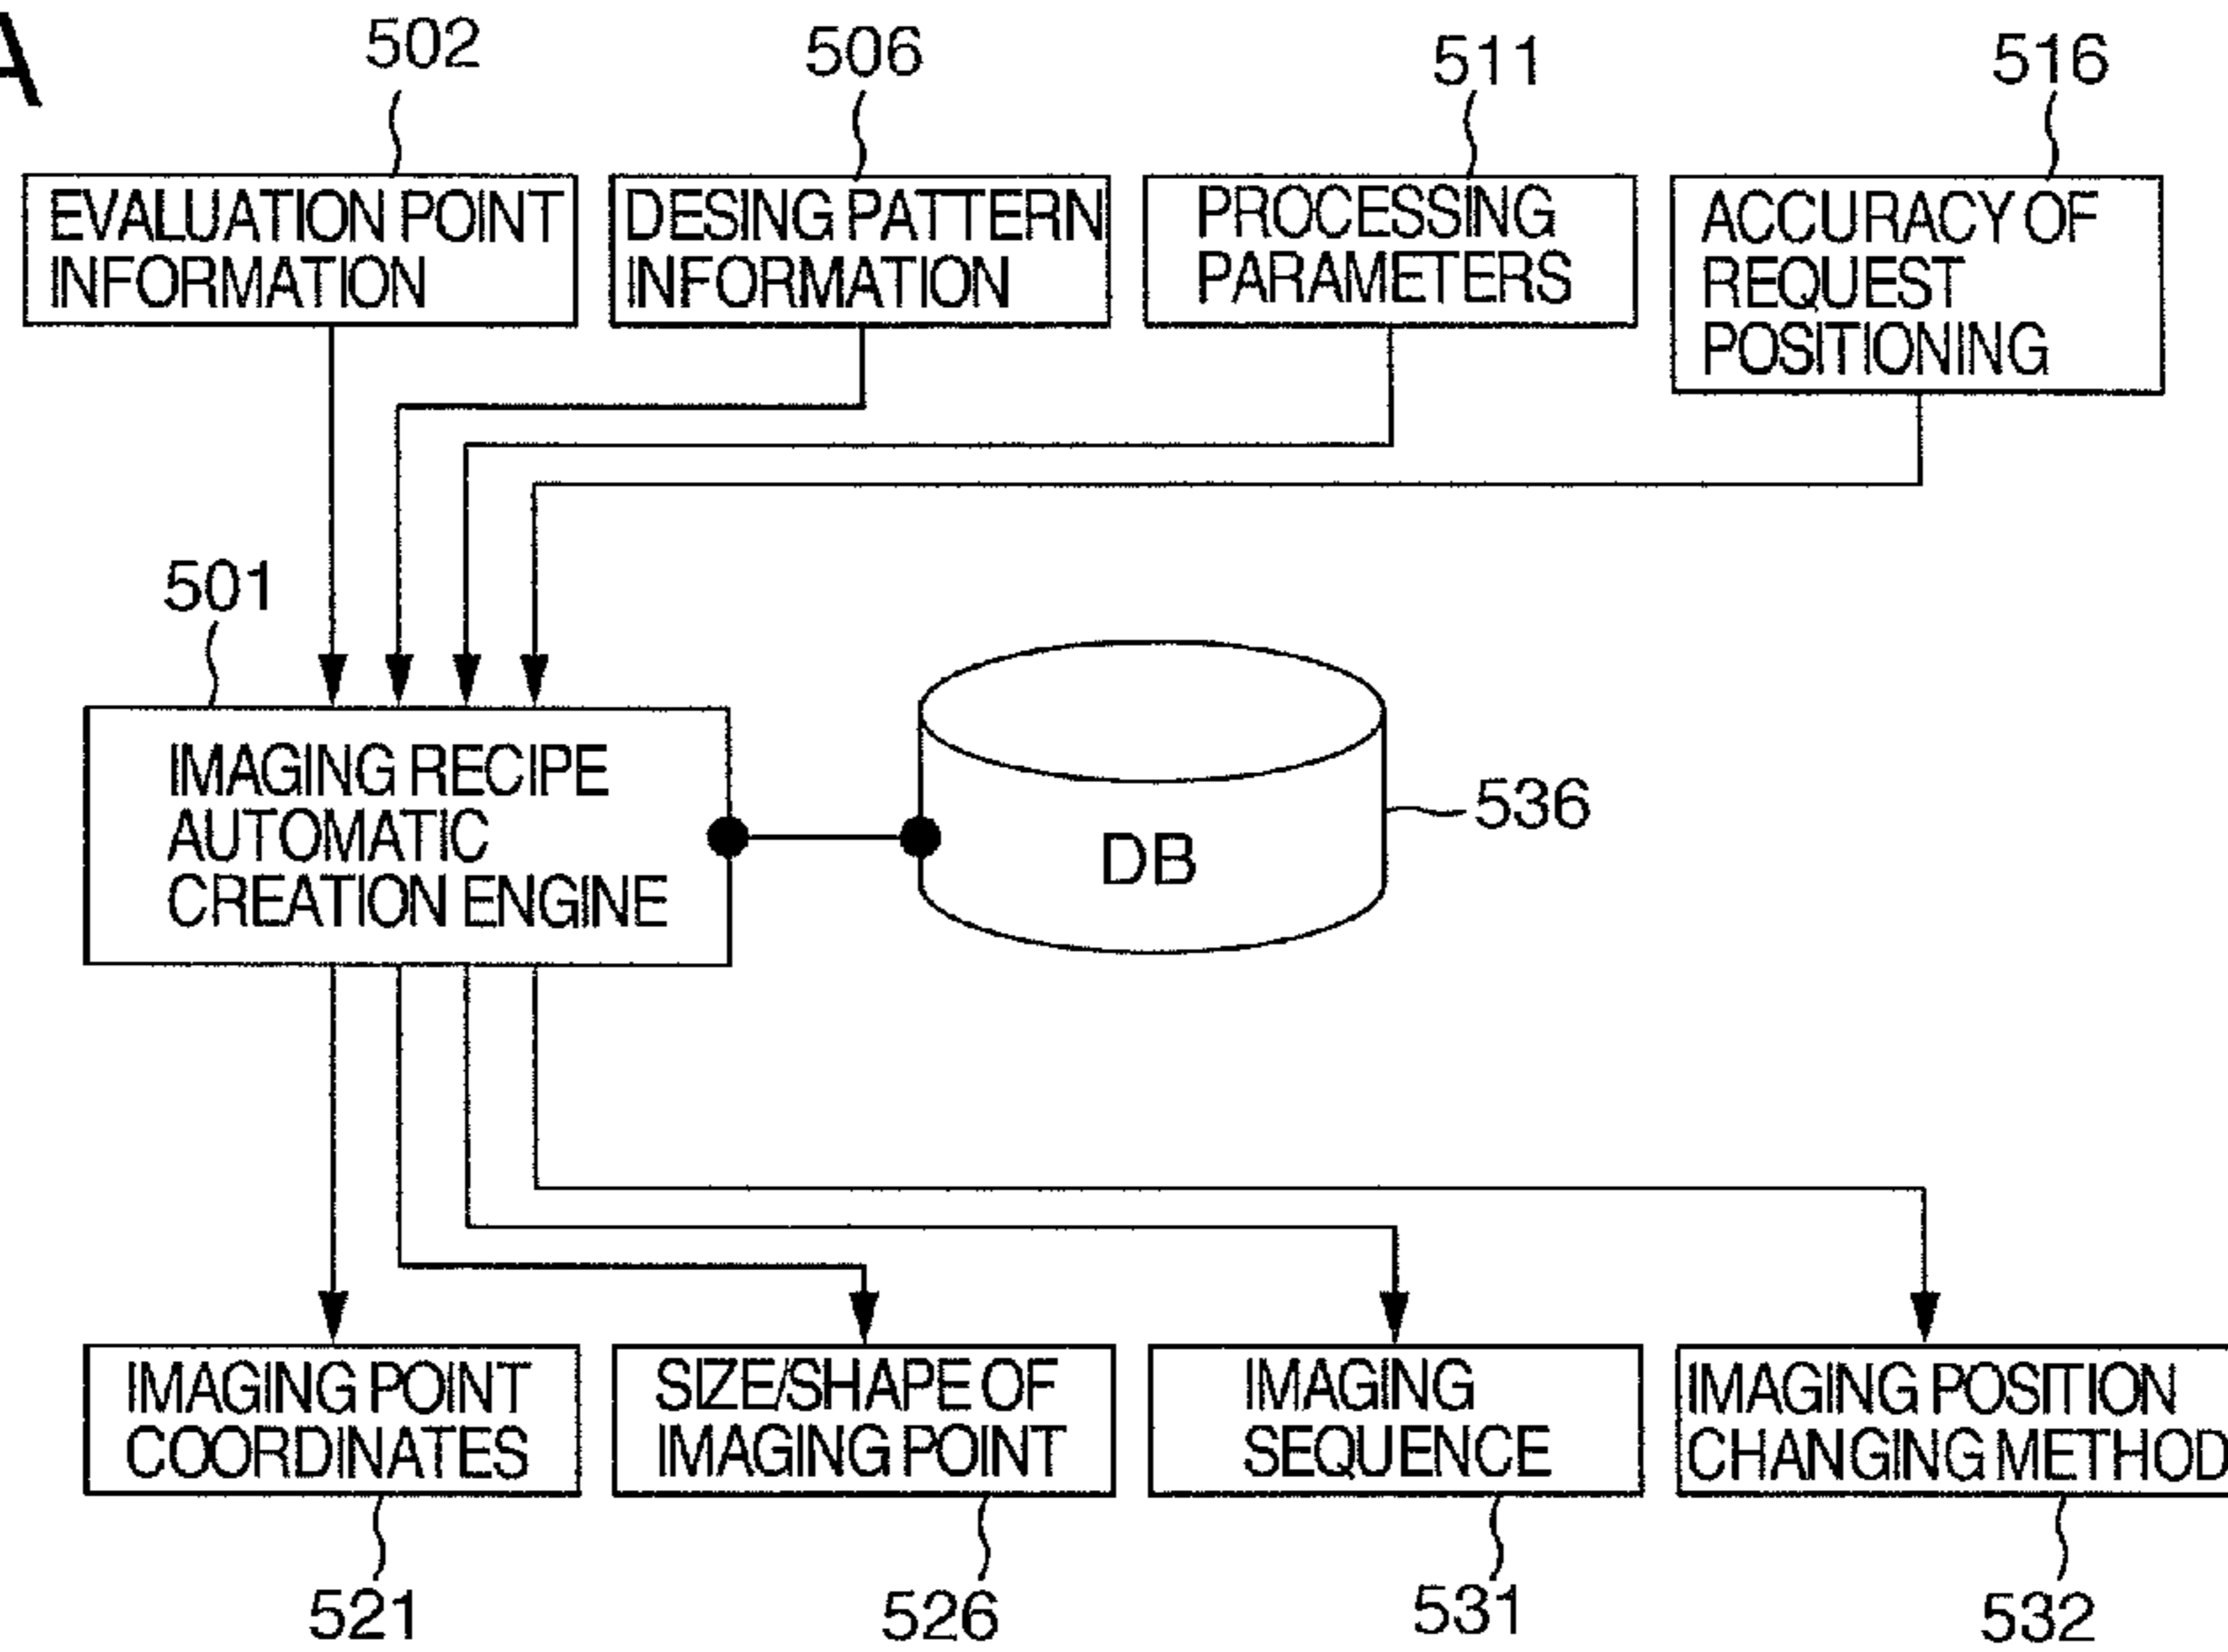 A
502
506
511
516
EVALUATION POINT
INFORMATION
DESING PATTERN
INFORMATION
PROCESSING
PARAMETERS
ACCURACY OF
REQUEST
POSITIONING
501
IMAGING RECIPE
AUTOMATIC
CREATION ENGINE
DB
536
IMAGING POINT
COORDINATES
SIZE/SHAPE OF
IMAGING POINT
IMAGING
SEQUENCE
IMAGING POSITION
CHANGING METHOD
521
526
531
532